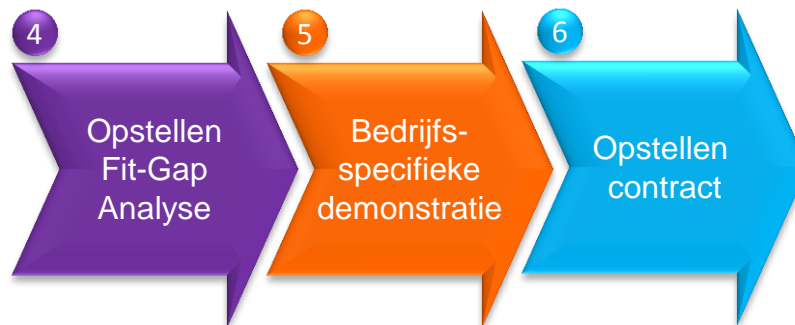 4
Opstellen
Fit-Gap
Analyse
5
Bedrijfs-
specifieke
demonstratie
6
Opstellen
contract